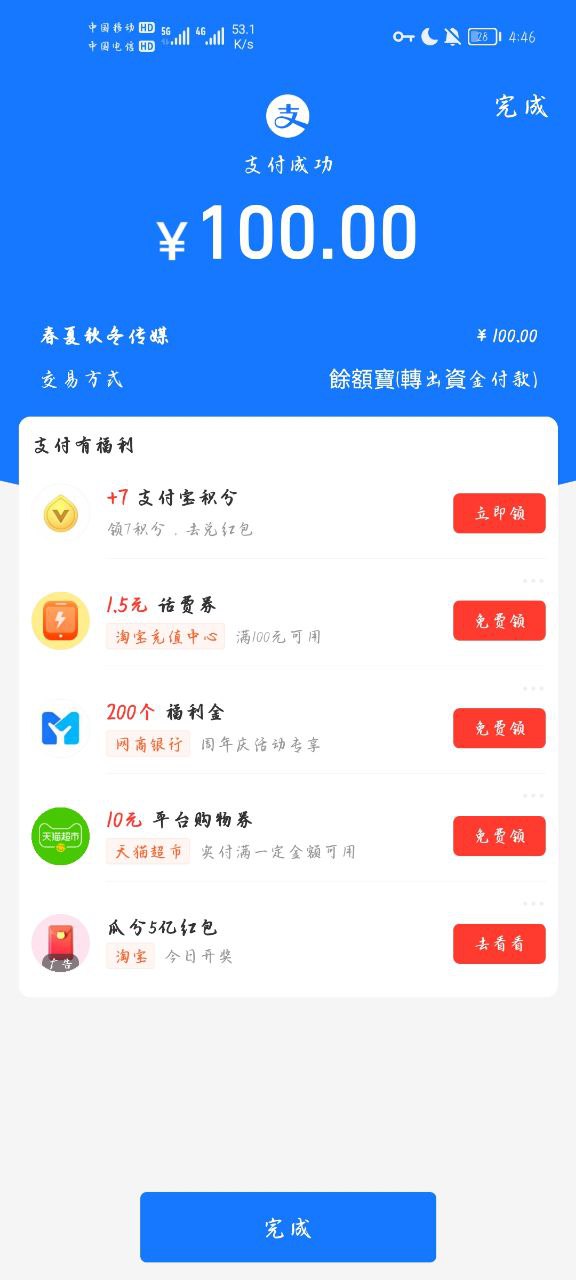 中国移动 HD 5G 4G 53.1
中国电信 HD K/s
28 4:46
完成
支
支付成功
¥100.00
春夏秋冬传媒 ¥ 100.00
交易方式 餘額寶(轉出資金付款)
支付有福利
+7 支付宝积分
领7积分，去兑红包
立即领
1.5元 话费券
淘宝充值中心 满100元可用
免费领
200个 福利金
网商银行 周年庆活动专享
免费领
天猫超市
10元 平台购物券
天猫超市 实付满一定金额可用
免费领
广告
瓜分5亿红包
淘宝 今日开奖
去看看
完成